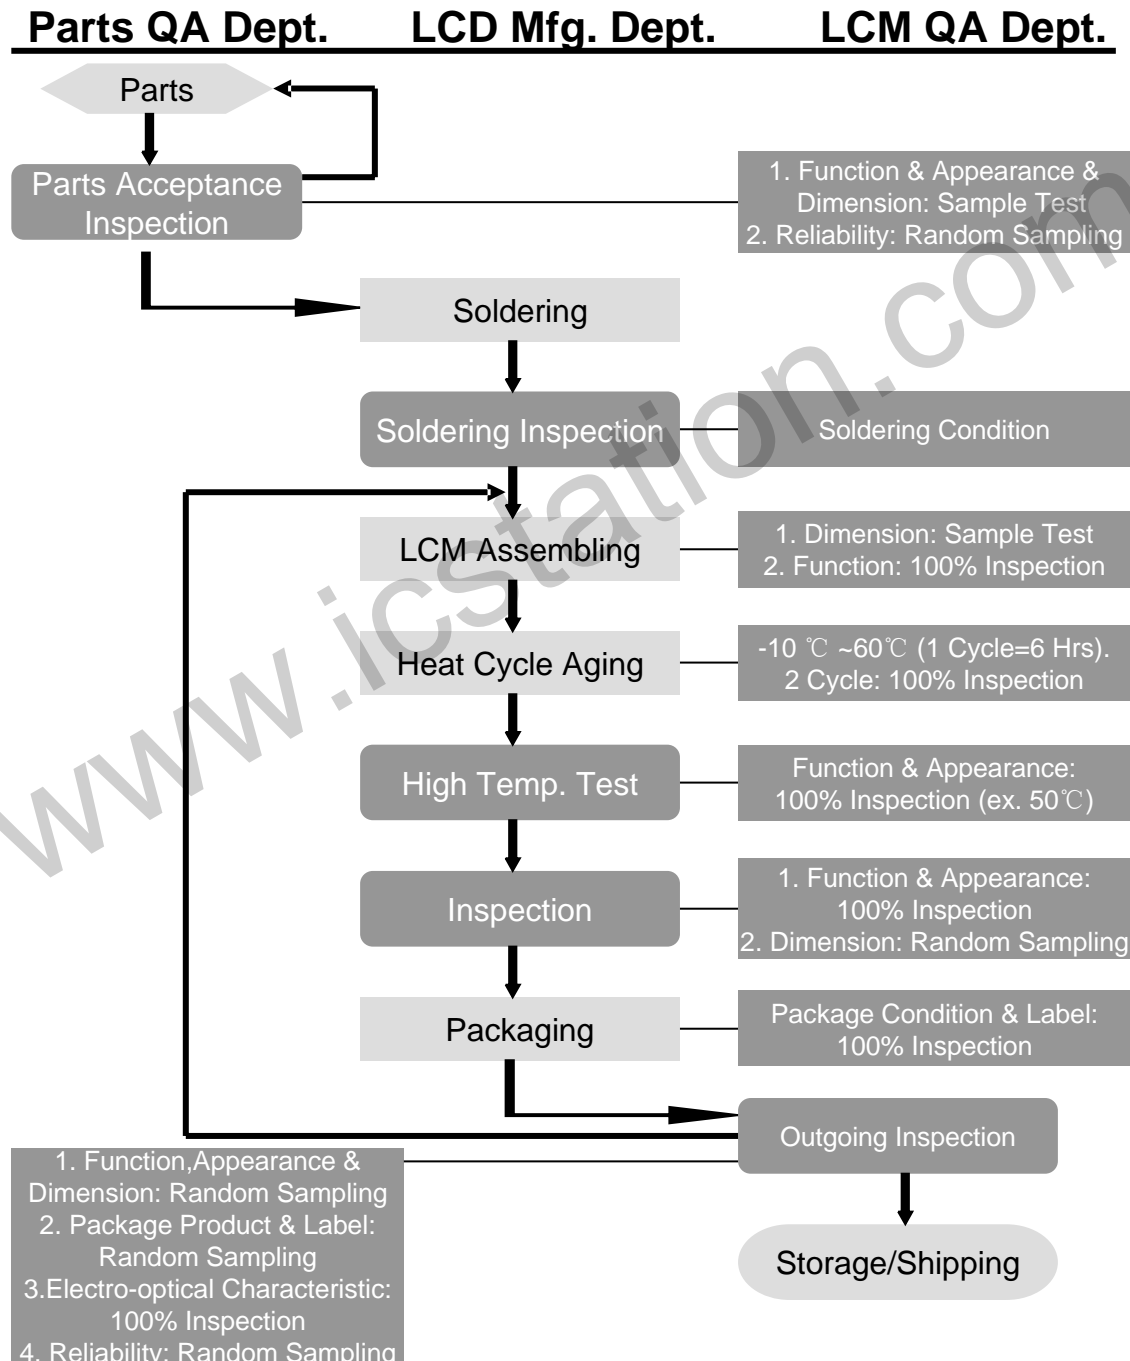 Parts QA Dept. LCD Mfg. Dept. LCM QA Dept.
Parts
Parts Acceptance
Inspection
1. Function & Appearance &
Dimension: Sample Test
2. Reliability: Random Sampling
Soldering
Soldering Inspection
Soldering Condition
LCM Assembling
1. Dimension: Sample Test
2. Function: 100% Inspection
Heat Cycle Aging
-10 ℃ ~60℃ (1 Cycle=6 Hrs).
2 Cycle: 100% Inspection
High Temp. Test
Function & Appearance:
100% Inspection (ex. 50℃)
Inspection
1. Function & Appearance:
100% Inspection
2. Dimension: Random Sampling
Packaging
Package Condition & Label:
100% Inspection
Outgoing Inspection
1. Function,Appearance &
Dimension: Random Sampling
2. Package Product & Label:
Random Sampling
3.Electro-optical Characteristic:
100% Inspection
4. Reliability: Random Sampling
Storage/Shipping
www.icstation.com